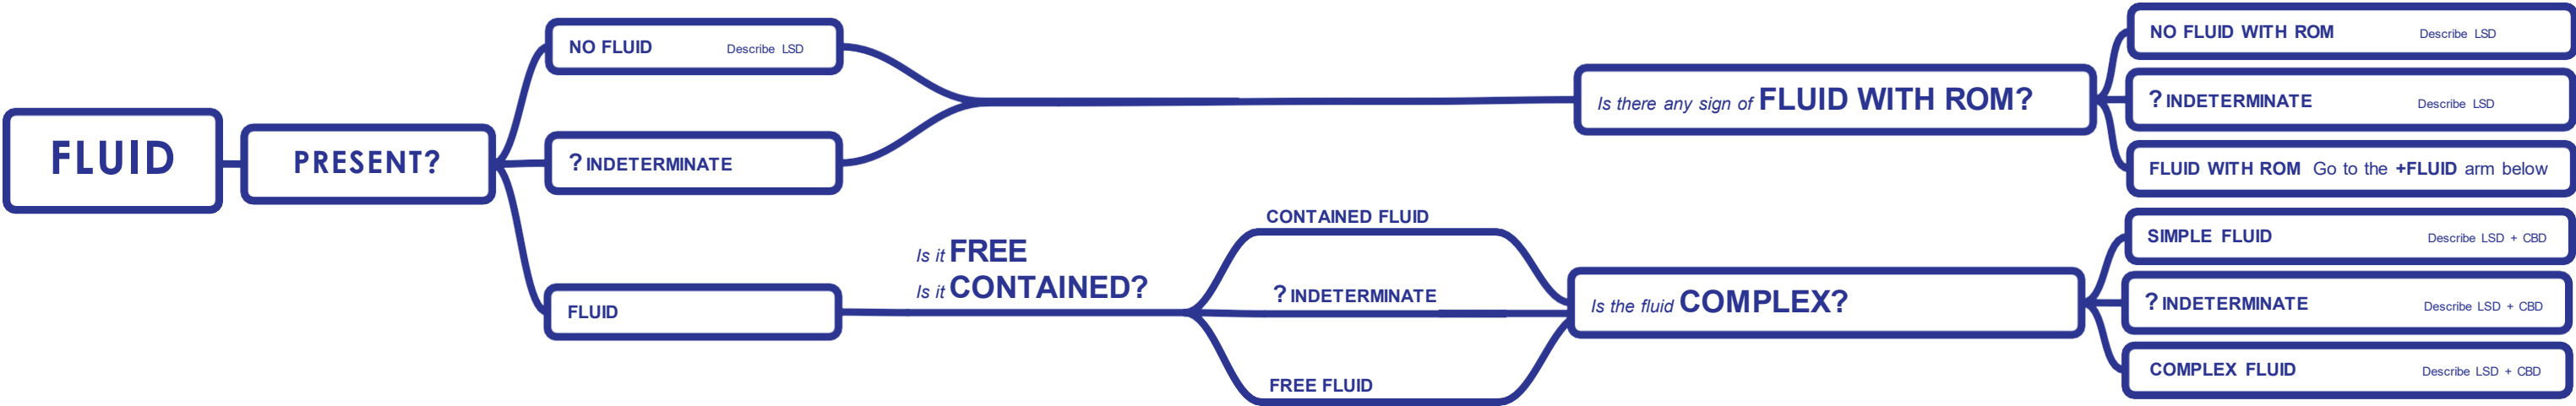 FLUID
PRESENT?
NO FLUID Describe LSD
? INDETERMINATE
FLUID
Is it FREE
Is it CONTAINED?
CONTAINED FLUID
? INDETERMINATE
FREE FLUID
Is there any sign of FLUID WITH ROM?
Is the fluid COMPLEX?
NO FLUID WITH ROM Describe LSD
? INDETERMINATE Describe LSD
FLUID WITH ROM Go to the +FLUID arm below
SIMPLE FLUID Describe LSD + CBD
? INDETERMINATE Describe LSD + CBD
COMPLEX FLUID Describe LSD + CBD